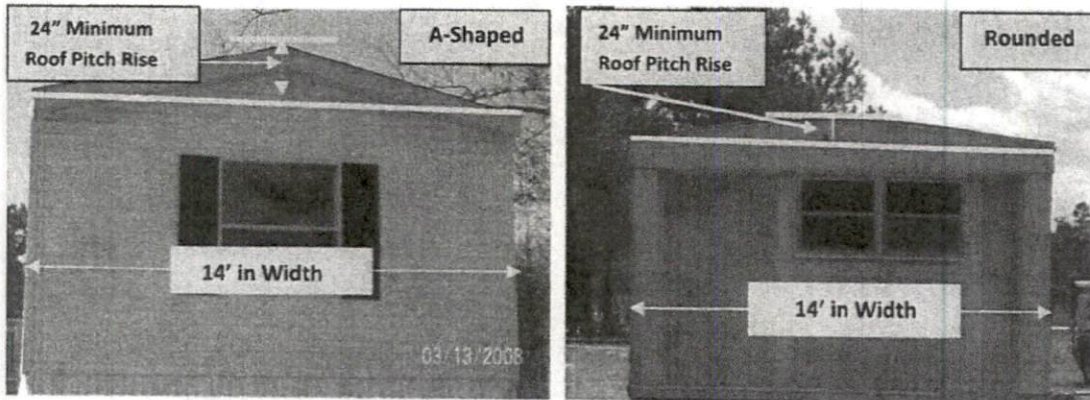 24" Minimum
Roof Pitch Rise
A-Shaped
14' in Width
03/13/2008
24" Minimum
Roof Pitch Rise
Rounded
14' in Width